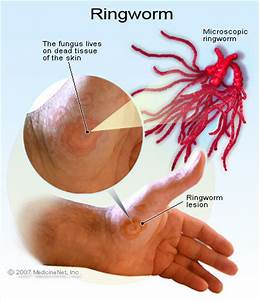 Ringworm
Microscopic
ringworm
The fungus lives
on dead tissue
of the skin
Ringworm
lesion
© 2007 MedicineNet, Inc.